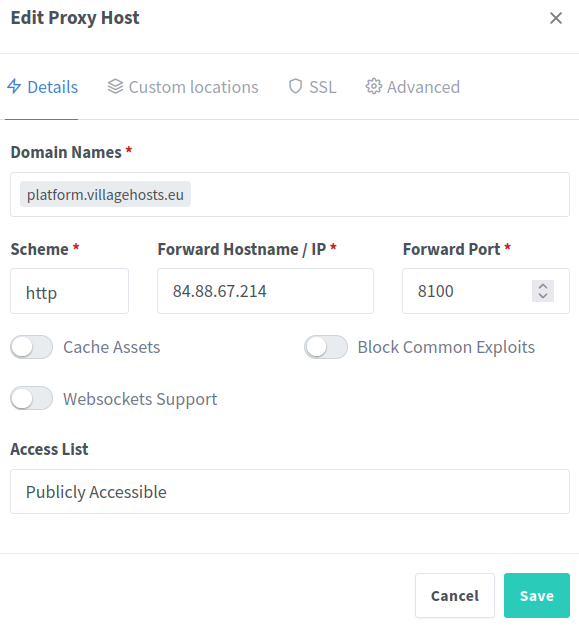 Edit Proxy Host
Details Custom locations SSL Advanced
Domain Names *
platform.villagehosts.eu
Scheme * Forward Hostname / IP * Forward Port *
http 84.88.67.214 8100
Cache Assets Block Common Exploits
Websockets Support
Access List
Publicly Accessible
Cancel Save